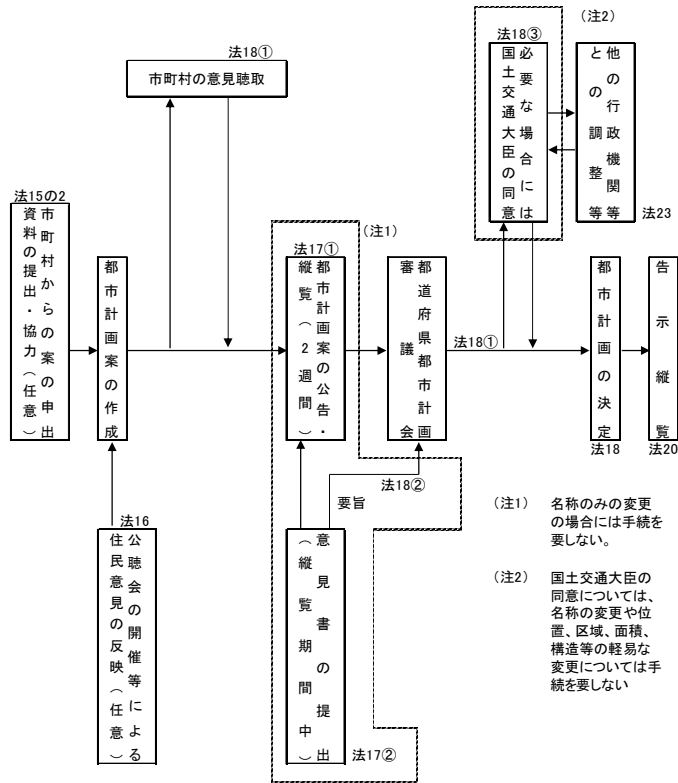 法18①
市町村の意見聴取
法18③
必要な場合には
国土交通大臣の同意
(注2)
他の行政機関等
との調整等
法23
法15の2
市町村からの案の申出
資料の提出・協力(任意)
都市計画案の作成
(注1)
法17①
都市計画案の公告・
縦覧(2週間)
都道府県都市計画
審議会
法18①
都市計画の決定
法18
告示縦覧
法20
法18②
要旨
法16
公聴会の開催等による
住民意見の反映(任意)
意見書の提出
(縦覧期間中)
法17②
(注1) 名称のみの変更
の場合には手続を
要しない。
(注2) 国土交通大臣の
同意については、
名称の変更や位
置、区域、面積、
構造等の軽易な
変更については手
続を要しない